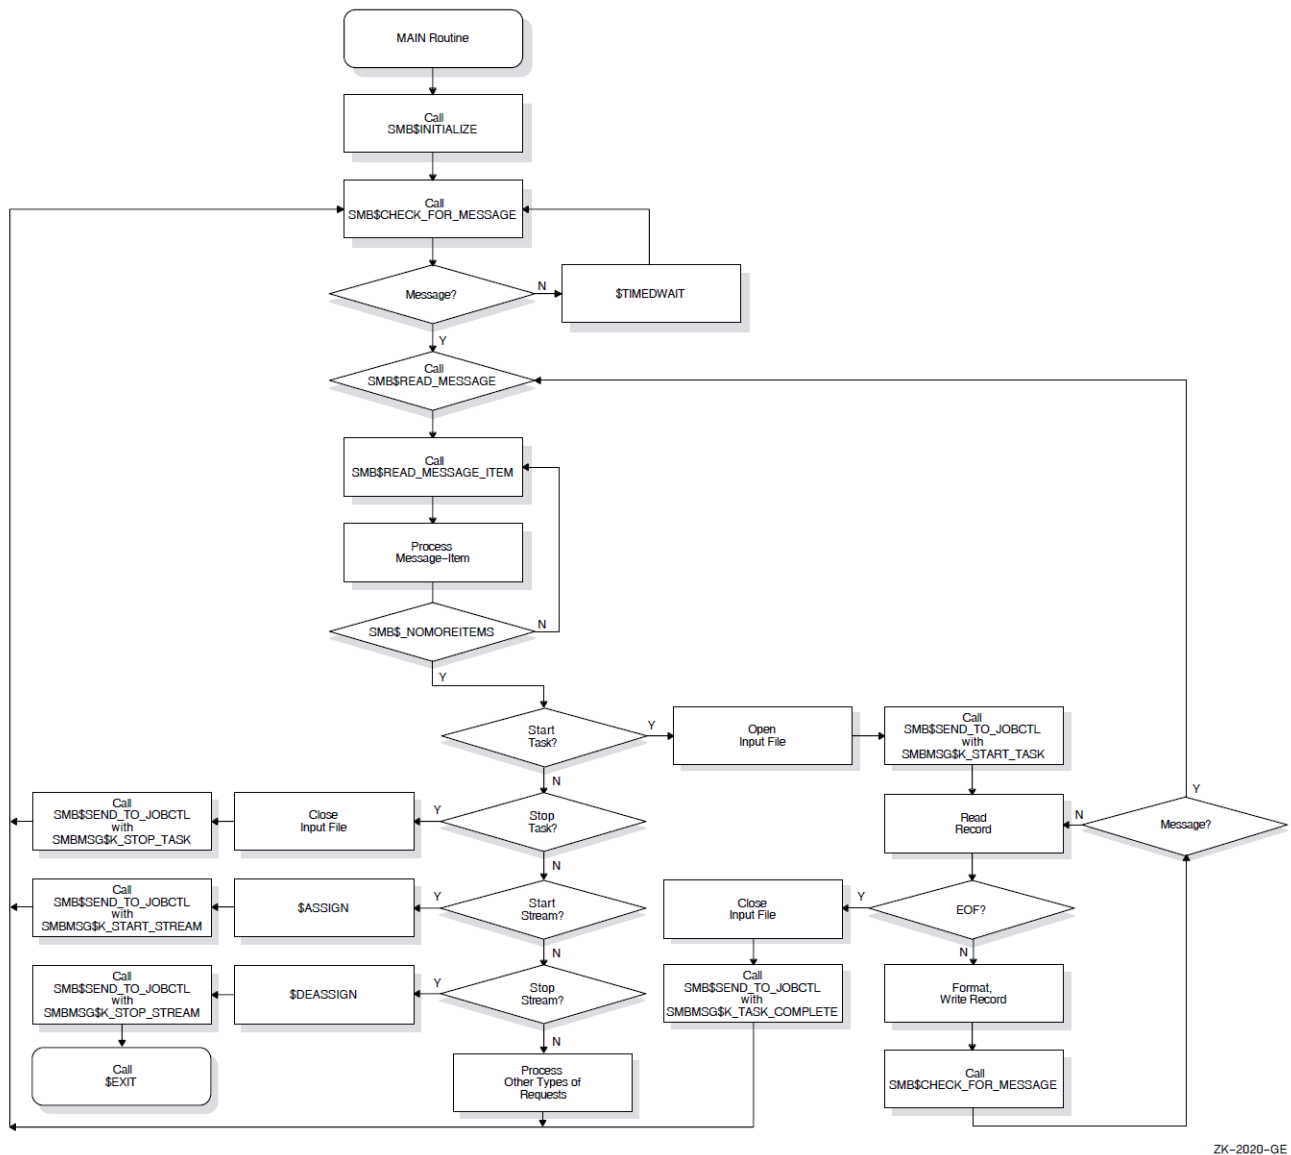 MAIN Routine
Call
SMB$INITIALIZE
Call
SMB$CHECK_FOR_MESSAGE
Message?
N
$TIMEDWAIT
Y
Call
SMB$READ_MESSAGE
Call
SMB$READ_MESSAGE_ITEM
Process
Message-Item
SMB$_NOMOREITEMS
N
Y
Start
Task?
Y
Open
Input File
Call
SMB$SEND_TO_JOBCTL
with
SMBMSG$K_START_TASK
N
Call
SMB$SEND_TO_JOBCTL
with
SMBMSG$K_STOP_TASK
Close
Input File
Y
Stop
Task?
Read
Record
N
Message?
Y
N
Call
SMB$SEND_TO_JOBCTL
with
SMBMSG$K_START_STREAM
$ASSIGN
Y
Start
Stream?
Close
Input File
Y
EOF?
N
N
Call
SMB$SEND_TO_JOBCTL
with
SMBMSG$K_STOP_STREAM
$DEASSIGN
Y
Stop
Stream?
Call
SMB$SEND_TO_JOBCTL
with
SMBMSG$K_TASK_COMPLETE
Format,
Write Record
N
Call
$EXIT
Process
Other Types of
Requests
Call
SMB$CHECK_FOR_MESSAGE
ZK-2020-GE